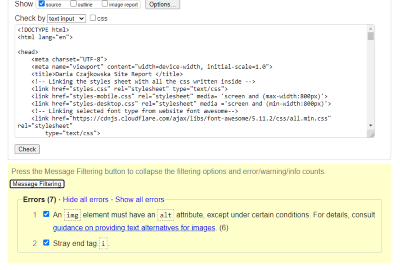 Show source outline image report Options...
Check by text input css
<!DOCTYPE html>
<html lang="en">
<head>
<meta charset="UTF-8">
<meta name="viewport" content="width=device-width, initial-scale=1.0">
<title>Daria Czajkowska Site Report </title>
<!-- Linking the styles sheet with all the css written inside -->
<link href="styles.css" rel="stylesheet" type="text/css">
<link href="styles-mobile.css" rel="stylesheet" media= 'screen and (max-width:800px)'>
<link href="styles-desktop.css" rel="stylesheet" media ='screen and (min-width:800px)'>
<!-- Linking selected font type from website font awesome-->
<link href="https://cdnjs.cloudflare.com/ajax/libs/font-awesome/5.11.2/css/all.min.css"
rel="stylesheet"
type="text/css">
Check
Press the Message Filtering button to collapse the filtering options and error/warning/info counts.
Message Filtering
Errors (7) · Hide all errors · Show all errors
1 An img element must have an alt attribute, except under certain conditions. For details, consult
guidance on providing text alternatives for images. (6)
2 Stray end tag i.